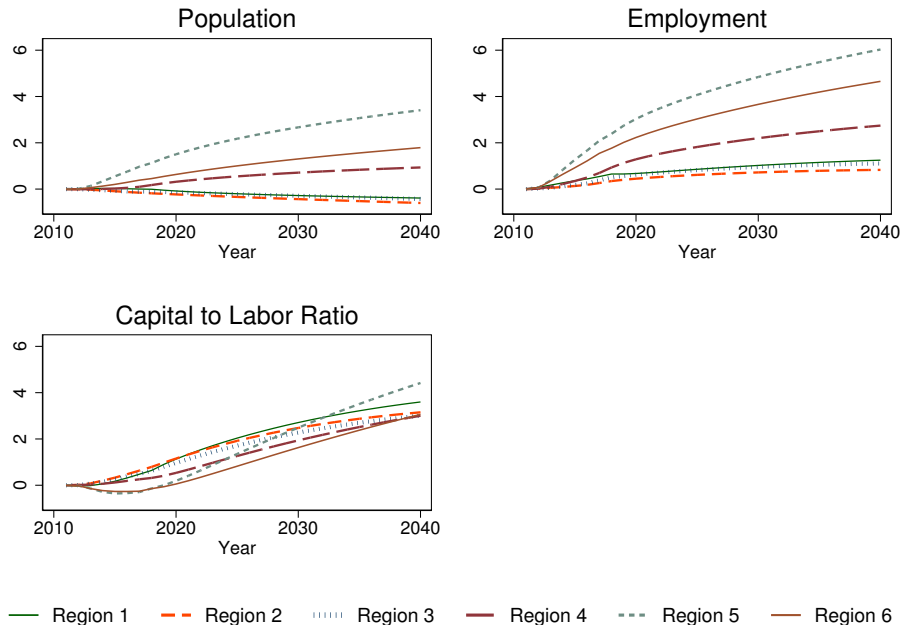 Population
Employment
6
4
2
0
2010
2020
2030
2040
Year
6
4
2
0
2010
2020
2030
2040
Year
Capital to Labor Ratio
6
4
2
0
2010
2020
2030
2040
Year
Region 1
Region 2
Region 3
Region 4
Region 5
Region 6